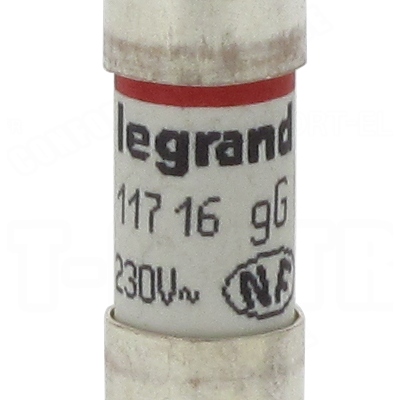 legrand
117 16 gG
230V~ NF